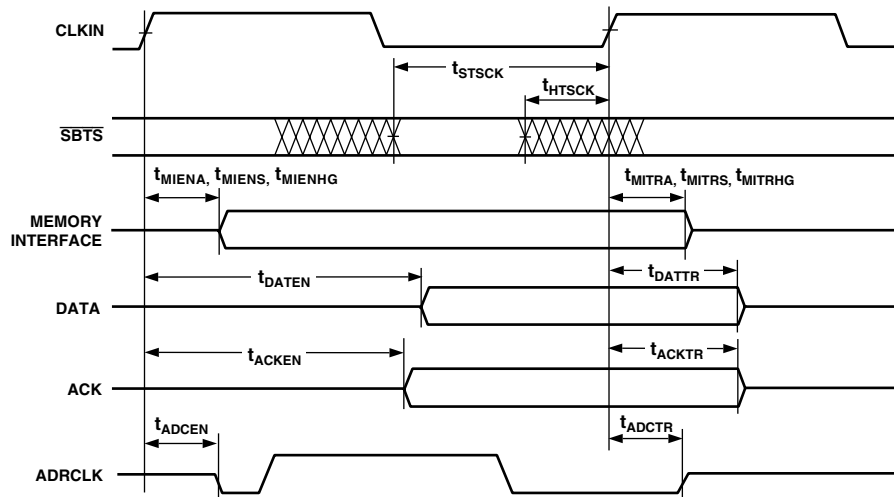 CLKIN
tSTSCK
tHTSCK
SBTS
tMIENA, tMIENS, tMIENHG
tMITRA, tMITRS, tMITRHG
MEMORY
INTERFACE
tDATEN
tDATTR
DATA
tACKEN
tACKTR
ACK
tADCEN
tADCTR
ADRCLK